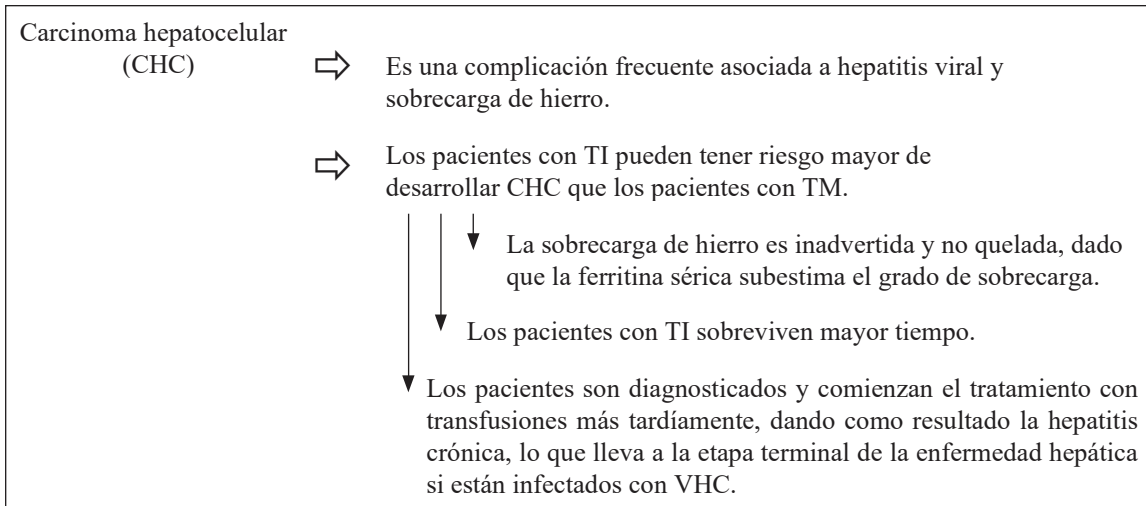 Carcinoma hepatocelular
(CHC)
Es una complicación frecuente asociada a hepatitis viral y
sobrecarga de hierro.
Los pacientes con TI pueden tener riesgo mayor de
desarrollar CHC que los pacientes con TM.
La sobrecarga de hierro es inadvertida y no quelada, dado
que la ferritina sérica subestima el grado de sobrecarga.
Los pacientes con TI sobreviven mayor tiempo.
Los pacientes son diagnosticados y comienzan el tratamiento con
transfusiones más tardíamente, dando como resultado la hepatitis
crónica, lo que lleva a la etapa terminal de la enfermedad hepática
si están infectados con VHC.